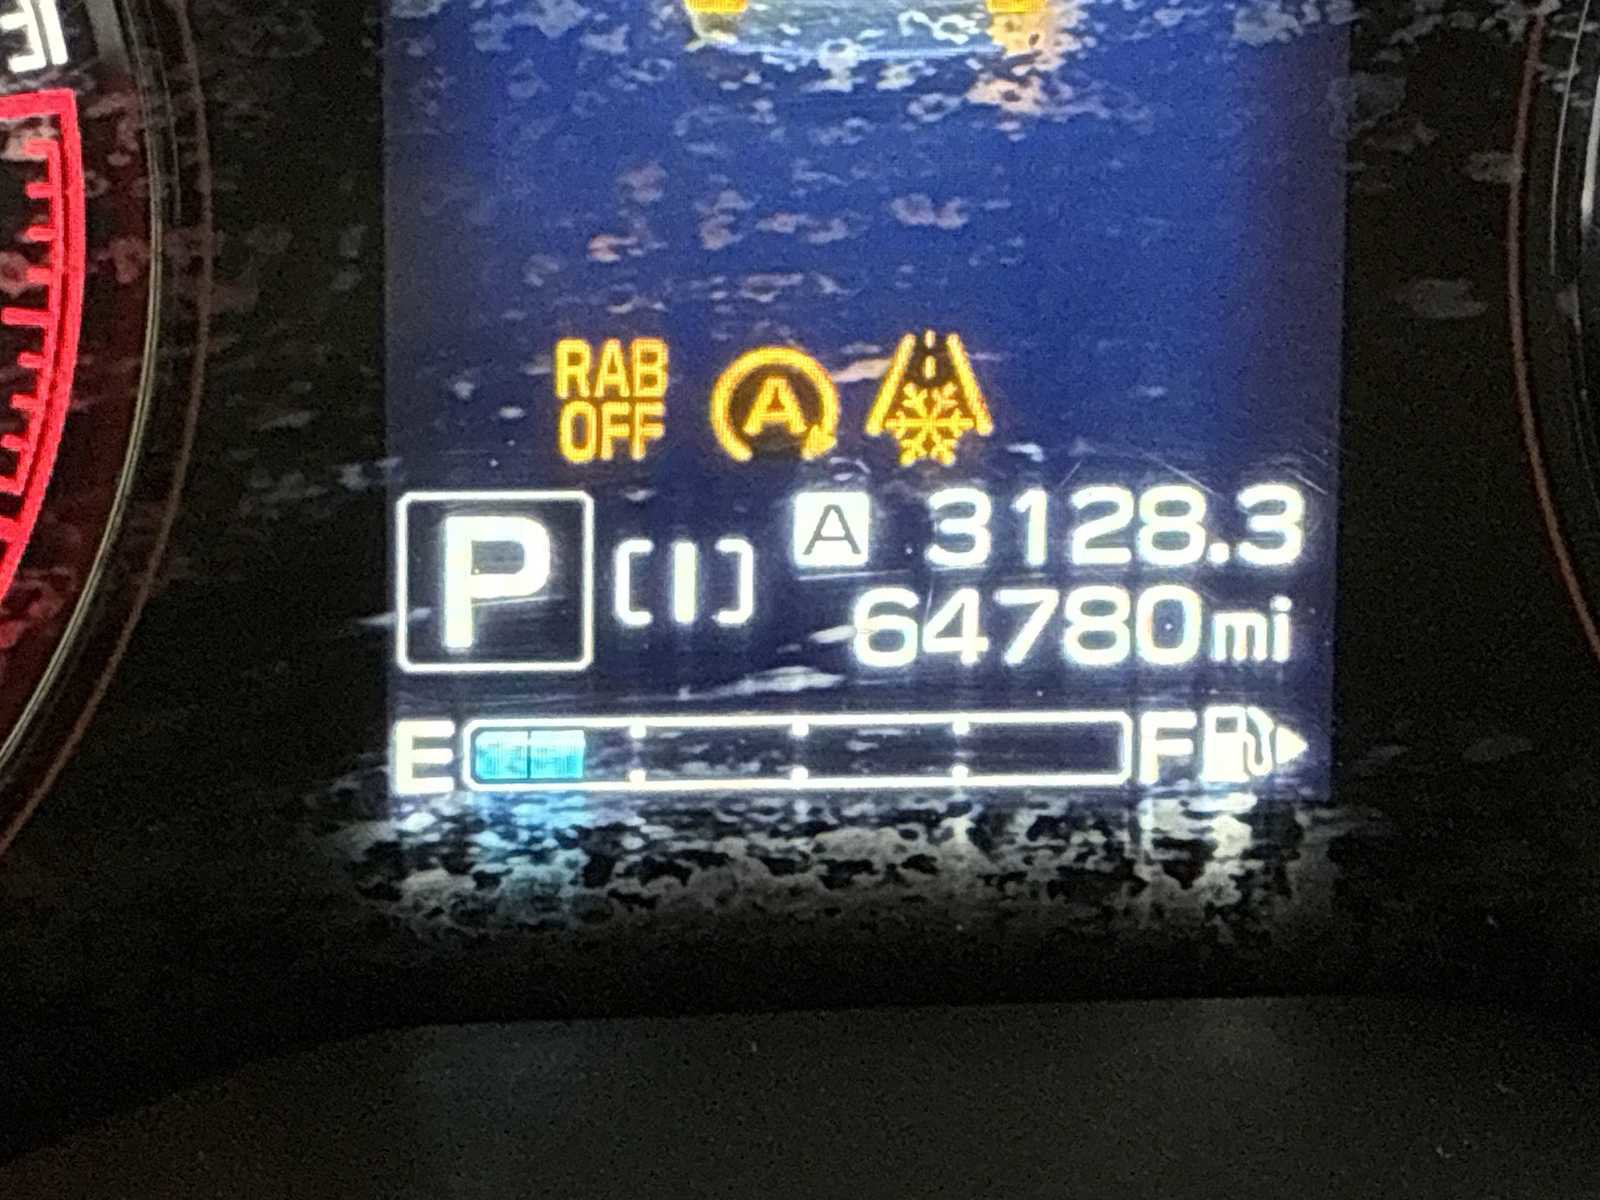 RAB
OFF
A
A 3128.3
P [I]
64780mi
E F